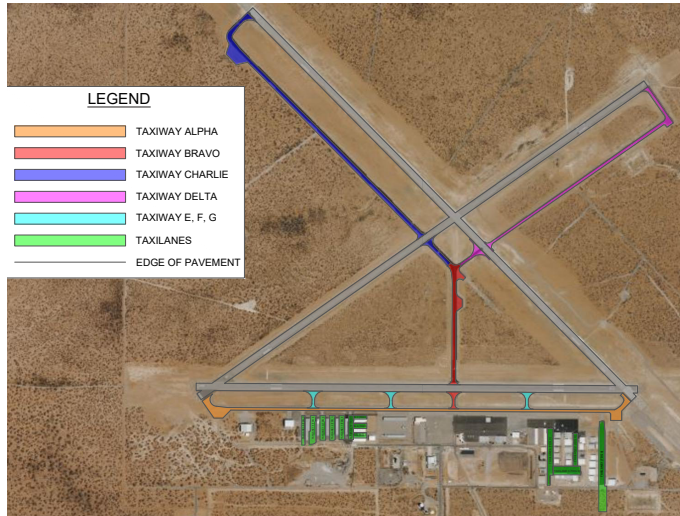 LEGEND
TAXIWAY ALPHA
TAXIWAY BRAVO
TAXIWAY CHARLIE
TAXIWAY DELTA
TAXIWAY E, F, G
TAXILANES
EDGE OF PAVEMENT